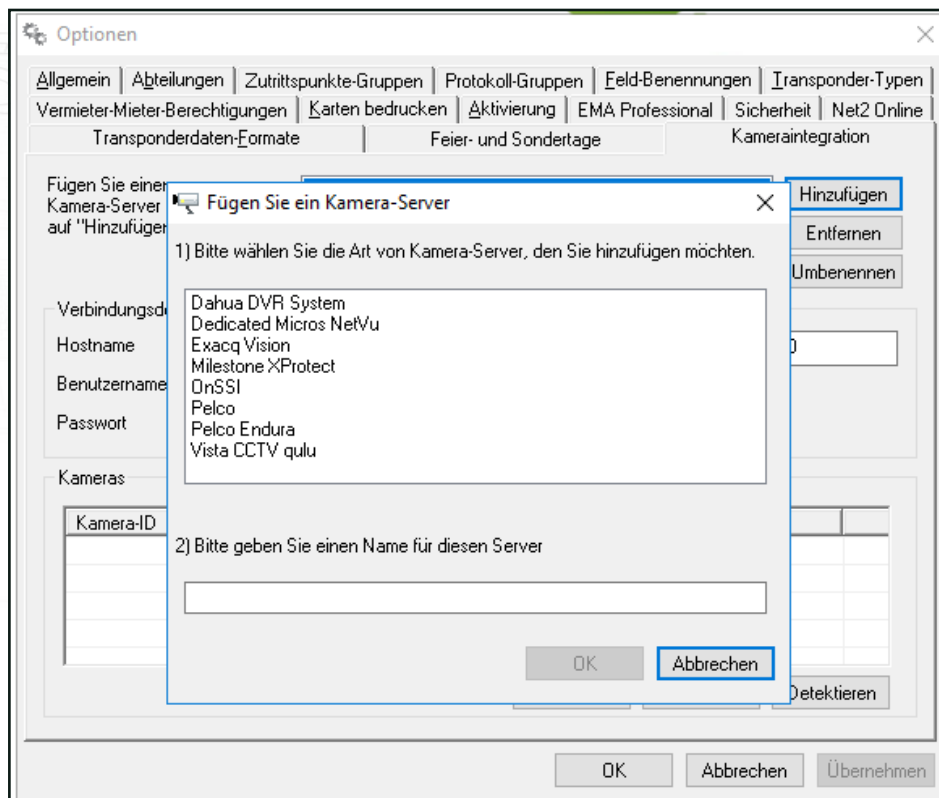 Optionen
Allgemein Abteilungen Zutrittspunkte-Gruppen Protokoll-Gruppen Feld-Benennungen Transponder-Typen
Vermieter-Mieter-Berechtigungen Karten bedrucken Aktivierung EMA Professional Sicherheit Net2 Online
Transponderdaten-Formate Feier- und Sondertage Kameraintegration
Fügen Sie einen
Kamera-Server
auf "Hinzufügen
Hinzufügen
Entfernen
Umbenennen
Fügen Sie ein Kamera-Server
1) Bitte wählen Sie die Art von Kamera-Server, den Sie hinzufügen möchten.
Dahua DVR System
Dedicated Micros NetVu
Exacq Vision
Milestone XProtect
OnSSI
Pelco
Pelco Endura
Vista CCTV qulu
2) Bitte geben Sie einen Name für diesen Server
OK Abbrechen
Hostname
Benutzername
Passwort
Kameras
Kamera-ID
Detektieren
OK Abbrechen Übernehmen